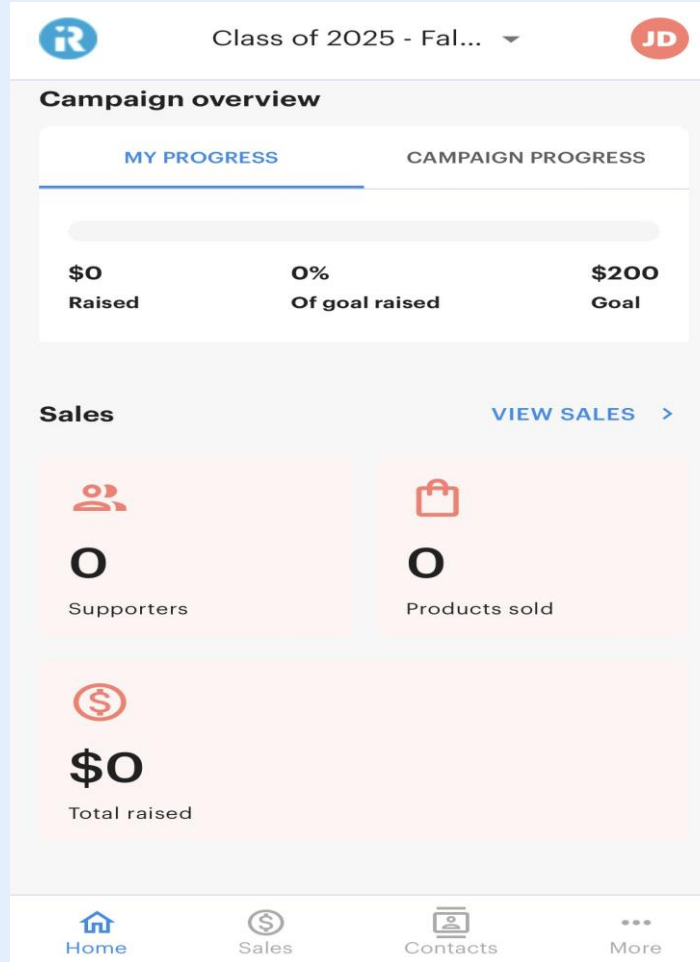 iR Class of 2025 - Fal... JD
Campaign overview
MY PROGRESS CAMPAIGN PROGRESS
$0 0% $200
Raised Of goal raised Goal
Sales VIEW SALES >
0 0
Supporters Products sold
$
$0
Total raised
$
Home Sales Contacts More